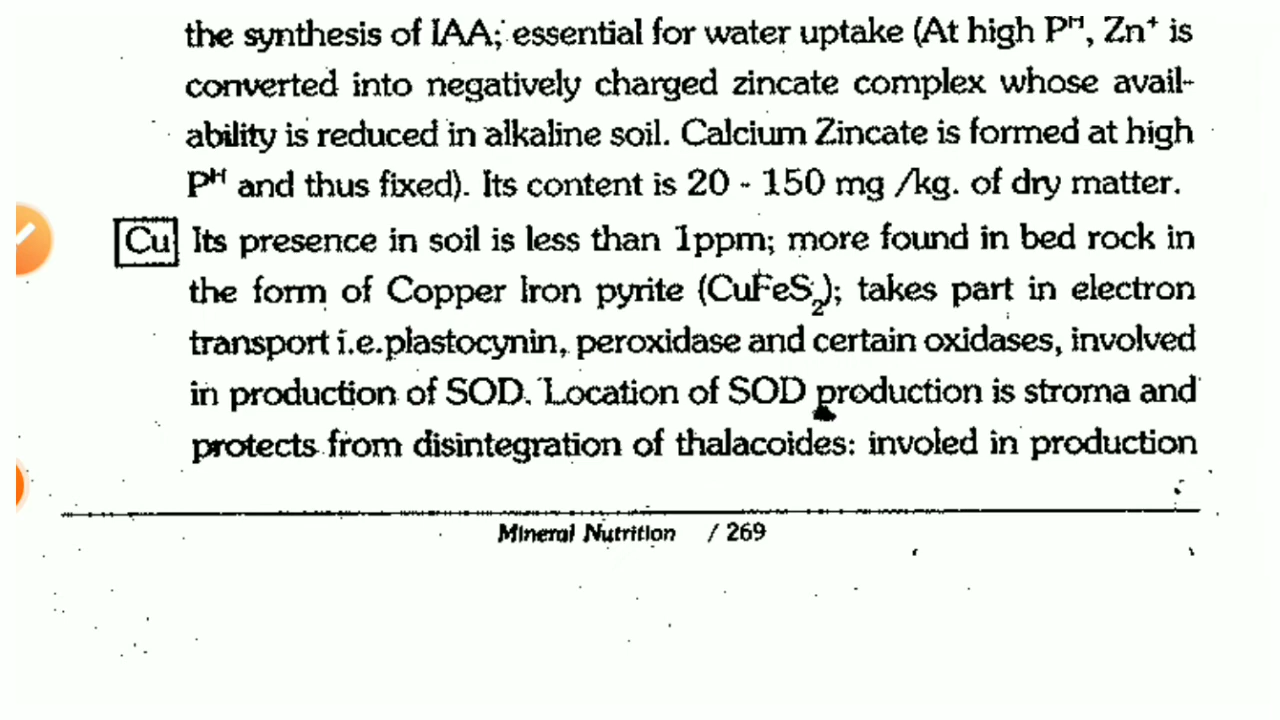 the synthesis of IAA; essential for water uptake (At high Pᴴ, Zn⁺ is
converted into negatively charged zincate complex whose avail-
ability is reduced in alkaline soil. Calcium Zincate is formed at high
Pᴴ and thus fixed). Its content is 20 - 150 mg /kg. of dry matter.
Cu Its presence in soil is less than 1ppm; more found in bed rock in
the form of Copper Iron pyrite (CuFeS₂); takes part in electron
transport i.e.plastocynin, peroxidase and certain oxidases, involved
in production of SOD. Location of SOD production is stroma and
protects from disintegration of thalacoides: involed in production
Mineral Nutrition / 269